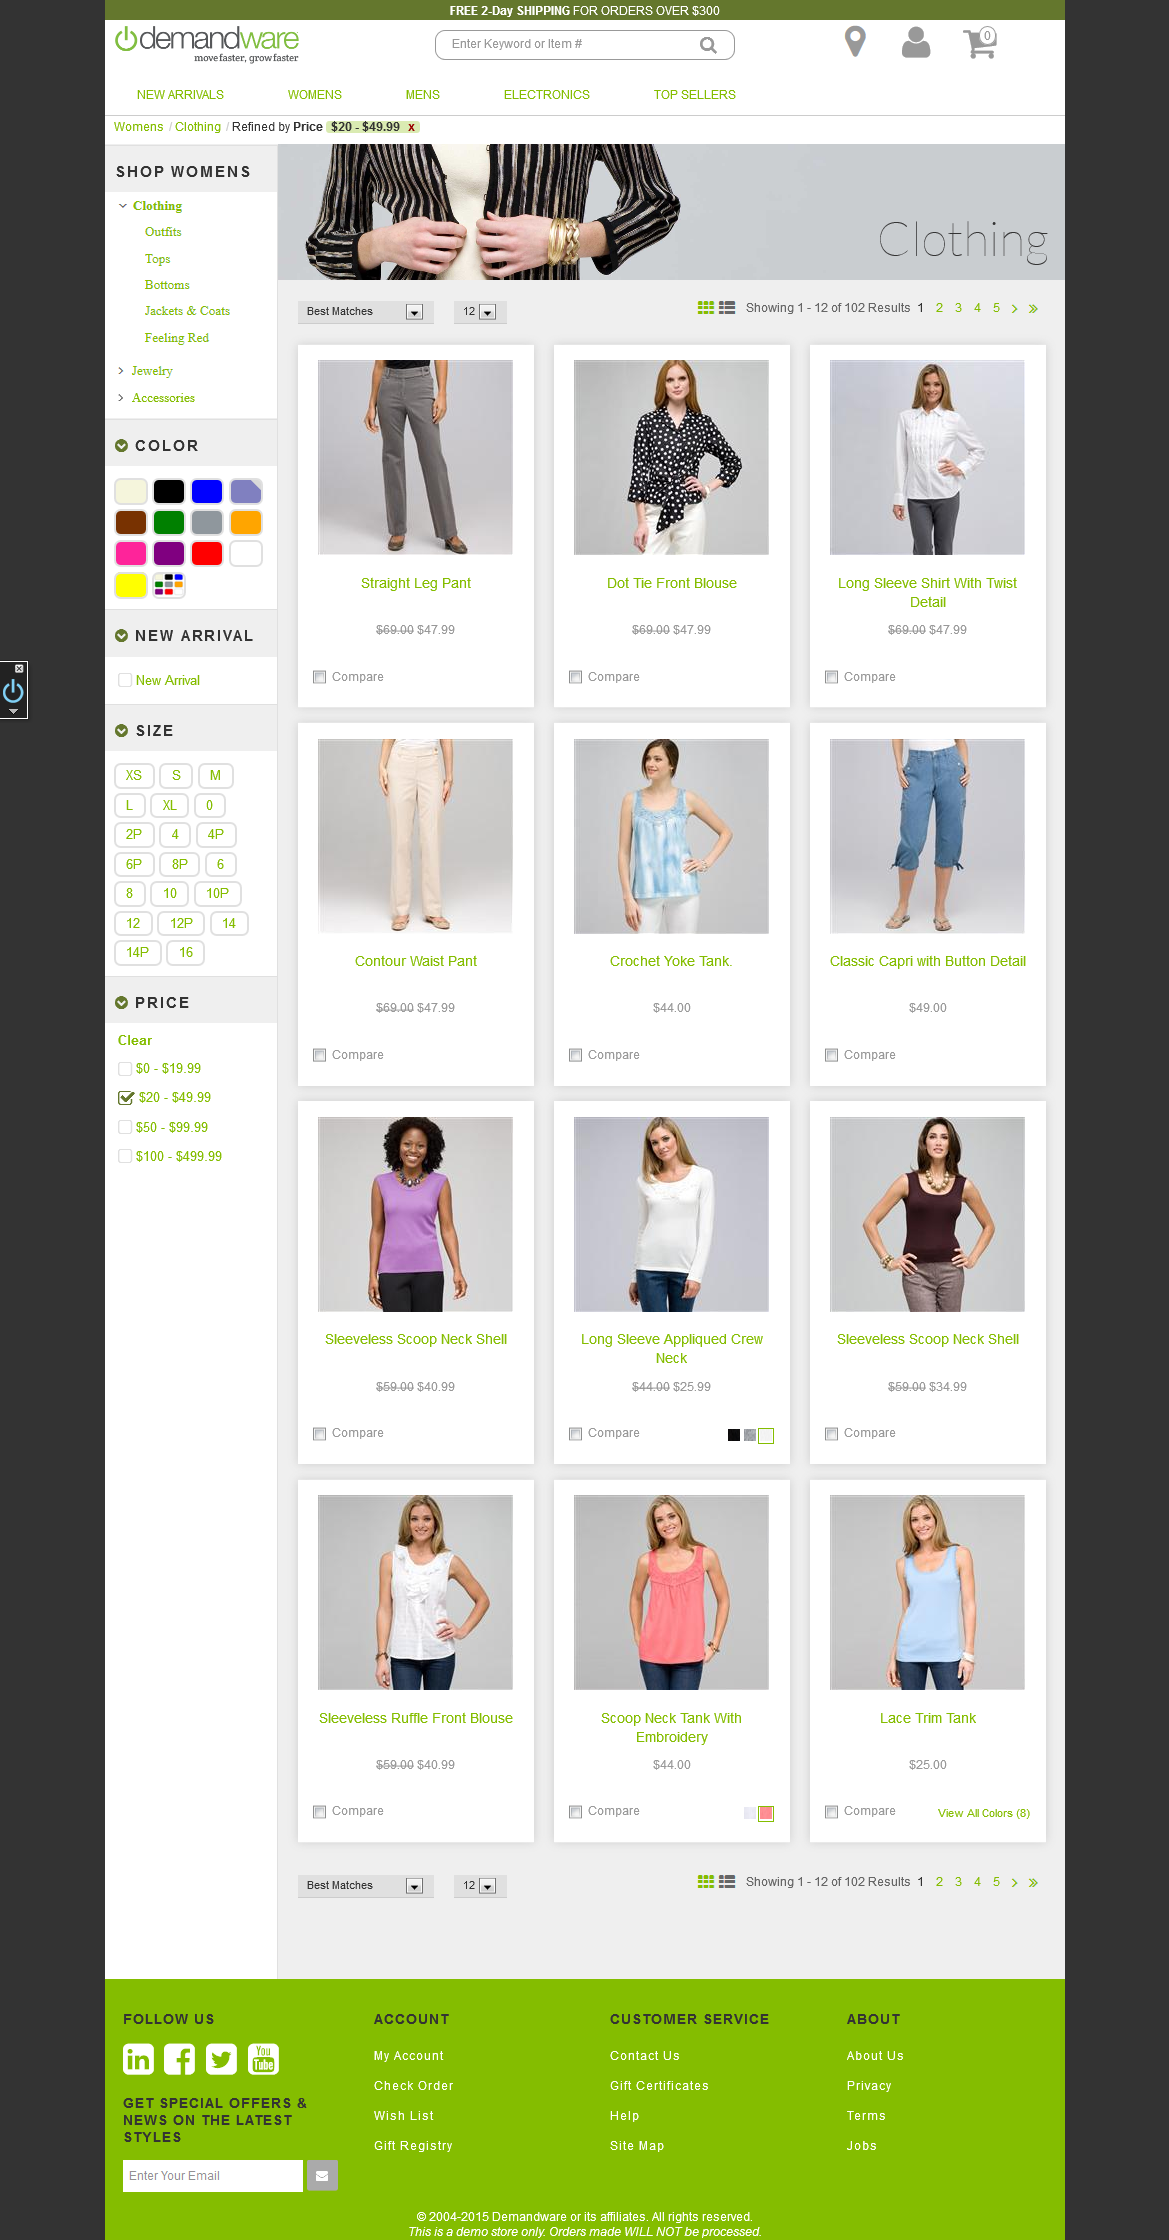 FREE 2-Day SHIPPING FOR ORDERS OVER $300
demandware
move faster, grow faster
Enter Keyword or Item #
0
NEW ARRIVALS
WOMENS
MENS
ELECTRONICS
TOP SELLERS
Womens / Clothing / Refined by Price $20 - $49.99 x
SHOP WOMENS
Clothing
Outfits
Tops
Bottoms
Jackets & Coats
Feeling Red
Jewelry
Accessories
COLOR
NEW ARRIVAL
New Arrival
SIZE
XS S M
L XL 0
2P 4 4P
6P 8P 6
8 10 10P
12 12P 14
14P 16
PRICE
Clear
$0 - $19.99
$20 - $49.99
$50 - $99.99
$100 - $499.99
Clothing
Best Matches
12
Showing 1 - 12 of 102 Results 1 2 3 4 5 > »
Straight Leg Pant
$69.00 $47.99
Compare
Dot Tie Front Blouse
$69.00 $47.99
Compare
Long Sleeve Shirt With Twist
Detail
$69.00 $47.99
Compare
Contour Waist Pant
$69.00 $47.99
Compare
Crochet Yoke Tank.
$44.00
Compare
Classic Capri with Button Detail
$49.00
Compare
Sleeveless Scoop Neck Shell
$59.00 $40.99
Compare
Long Sleeve Appliqued Crew
Neck
$44.00 $25.99
Compare
Sleeveless Scoop Neck Shell
$59.00 $34.99
Compare
Sleeveless Ruffle Front Blouse
$59.00 $40.99
Compare
Scoop Neck Tank With
Embroidery
$44.00
Compare
Lace Trim Tank
$25.00
Compare
View All Colors (8)
Best Matches
12
Showing 1 - 12 of 102 Results 1 2 3 4 5 > »
FOLLOW US
in
You
Tube
GET SPECIAL OFFERS &
NEWS ON THE LATEST
STYLES
Enter Your Email
ACCOUNT
My Account
Check Order
Wish List
Gift Registry
CUSTOMER SERVICE
Contact Us
Gift Certificates
Help
Site Map
ABOUT
About Us
Privacy
Terms
Jobs
© 2004-2015 Demandware or its affiliates. All rights reserved.
This is a demo store only. Orders made WILL NOT be processed.